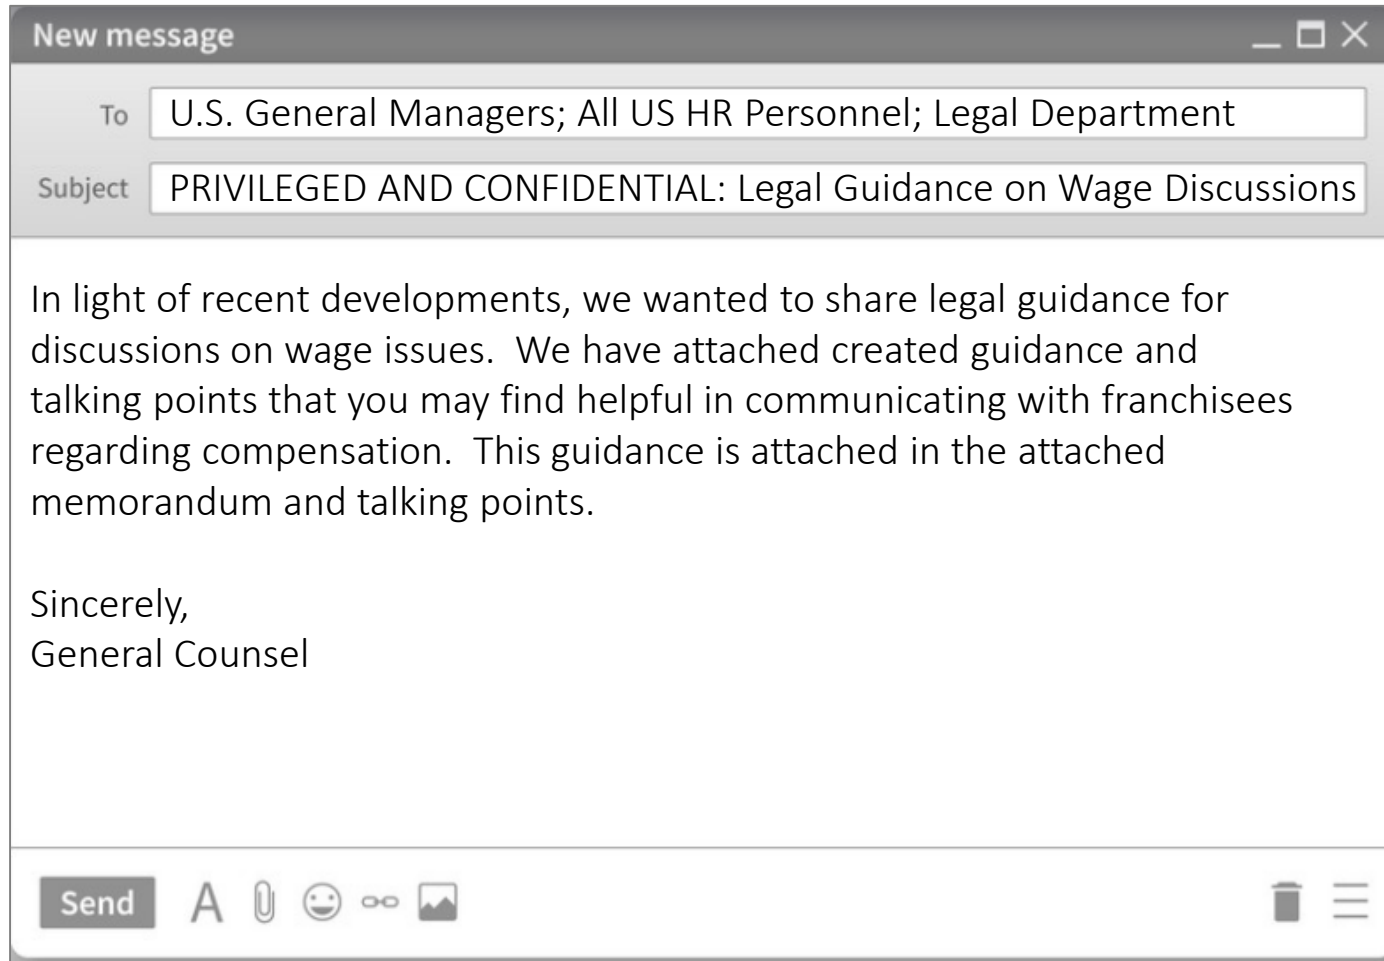 New message
To U.S. General Managers; All US HR Personnel; Legal Department
Subject PRIVILEGED AND CONFIDENTIAL: Legal Guidance on Wage Discussions
In light of recent developments, we wanted to share legal guidance for
discussions on wage issues.  We have attached created guidance and
talking points that you may find helpful in communicating with franchisees
regarding compensation.  This guidance is attached in the attached
memorandum and talking points.
Sincerely,
General Counsel
Send A